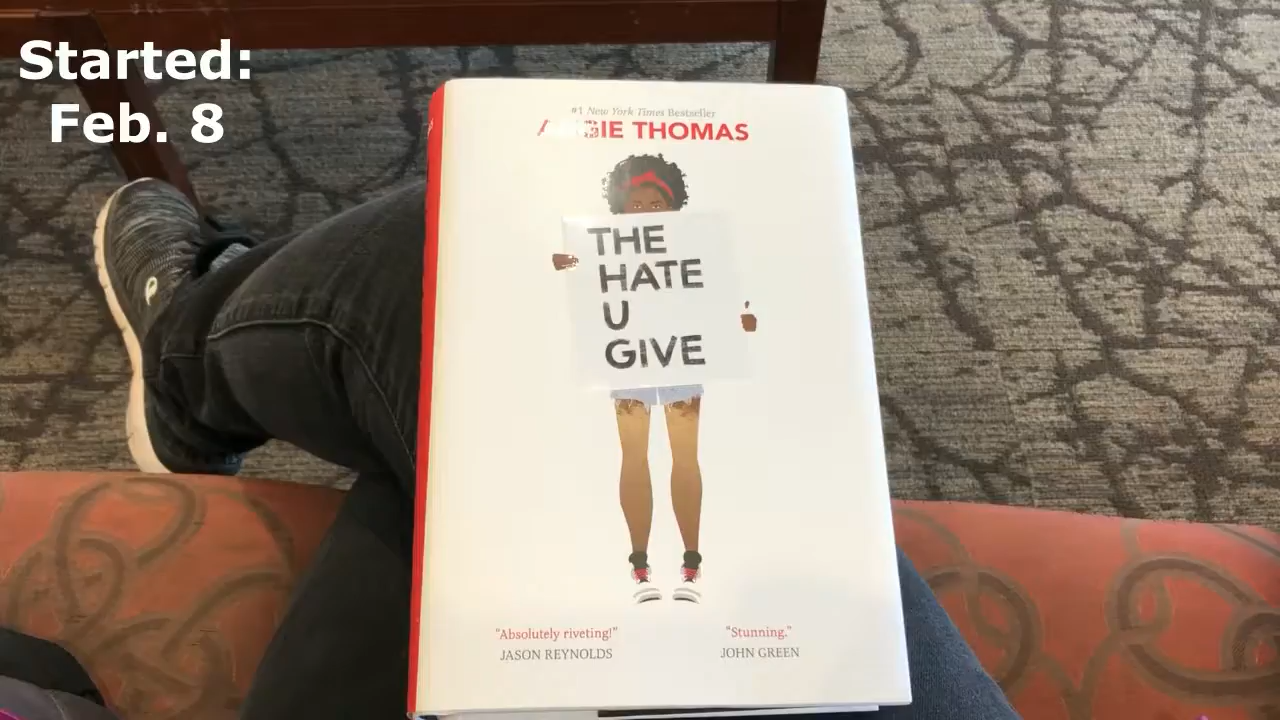 Started:
Feb. 8
#1 New York Times Bestseller
ANGIE THOMAS
THE
HATE
U
GIVE
"Absolutely riveting!"
JASON REYNOLDS
"Stunning."
JOHN GREEN